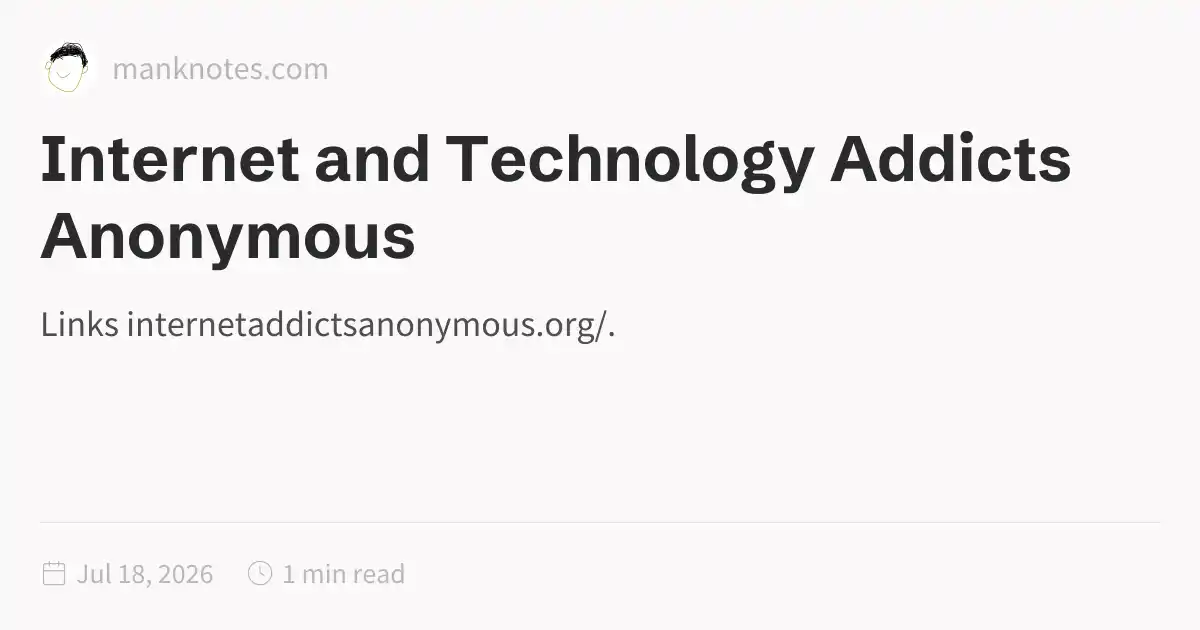 manknotes.com
Internet and Technology Addicts
Anonymous
Links internetaddictsanonymous.org/.
Jul 18, 2026
1 min read